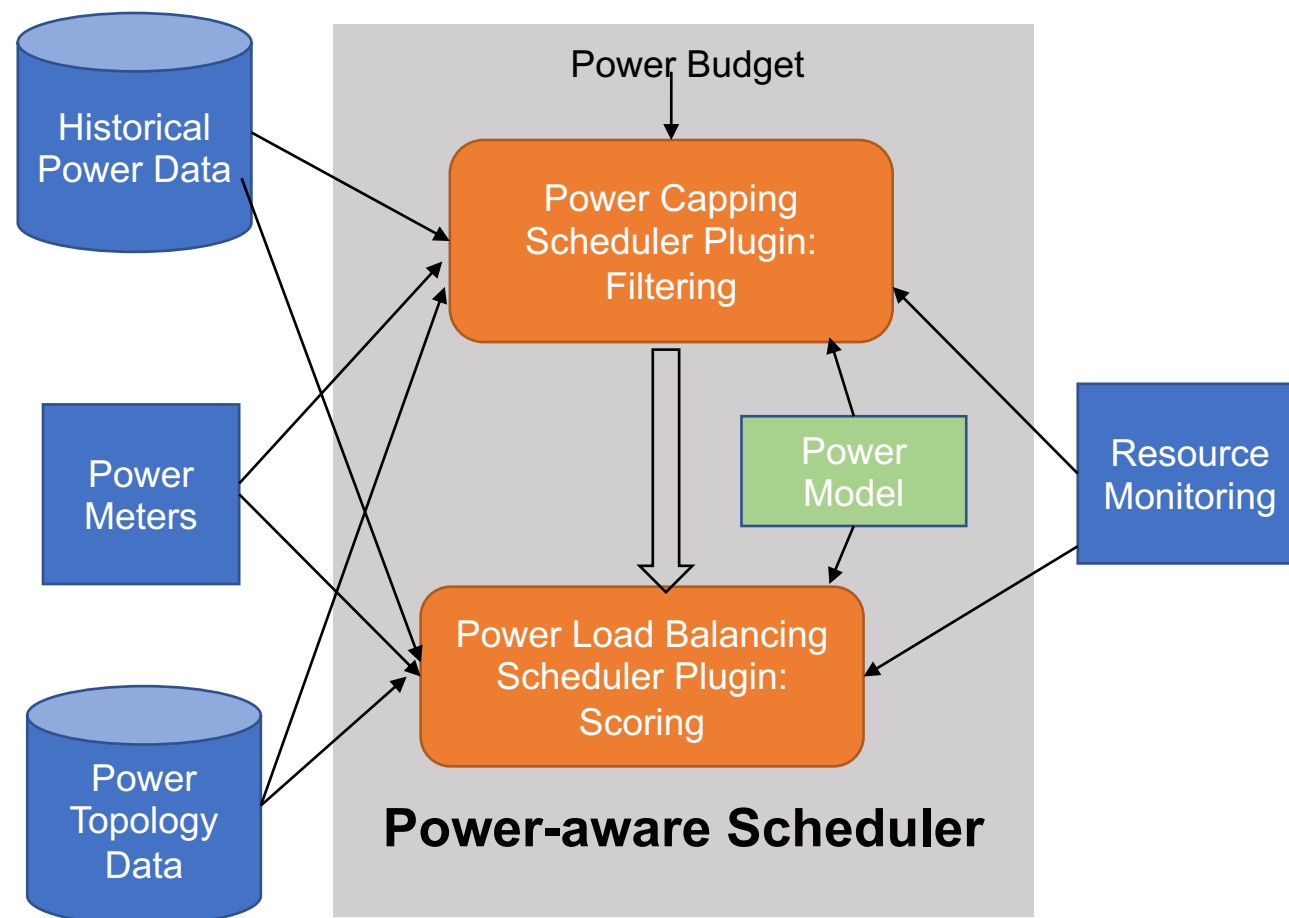 Power Budget
Historical
Power Data
Power Capping
Scheduler Plugin:
Filtering
Power
Meters
Power
Model
Resource
Monitoring
Power Load Balancing
Scheduler Plugin:
Scoring
Power
Topology
Data
Power-aware Scheduler